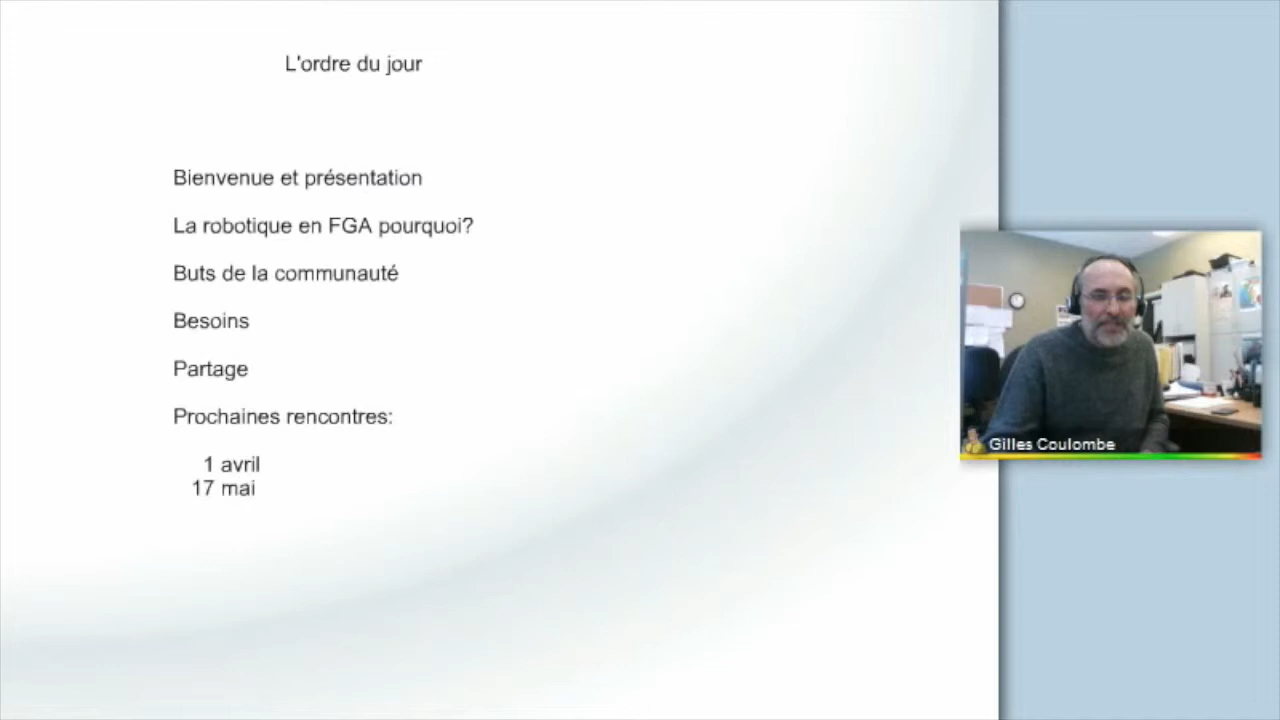 L'ordre du jour
Bienvenue et présentation
La robotique en FGA pourquoi?
Buts de la communauté
Besoins
Partage
Prochaines rencontres:
1 avril
17 mai
Gilles Coulombe